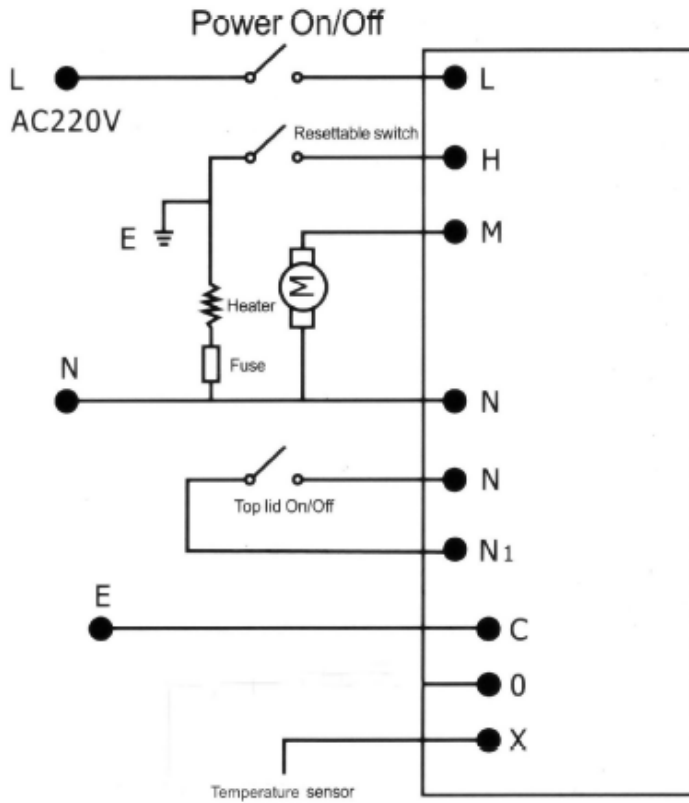 Power On/Off
L
L
AC220V
Resettable switch
H
M
E
M
Heater
Fuse
N
N
N
Top lid On/Off
N1
E
C
0
X
Temperature sensor